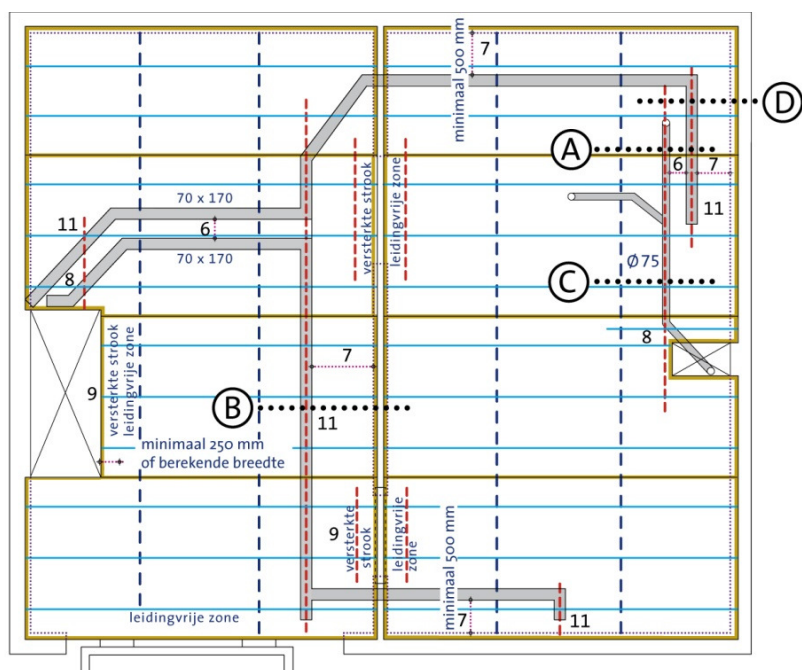 7
minimaal 500 mm
D
A
6
7
versterkte strook
leidingvrije zone
70 x 170
11
6
11
8
70 x 170
Ø 75
C
8
versterkte strook
leidingvrije zone
9
7
B
11
minimaal 250 mm
of berekende breedte
9
versterkte
strook
leidingvrije
zone
minimaal 500 mm
leidingvrije zone
7
11